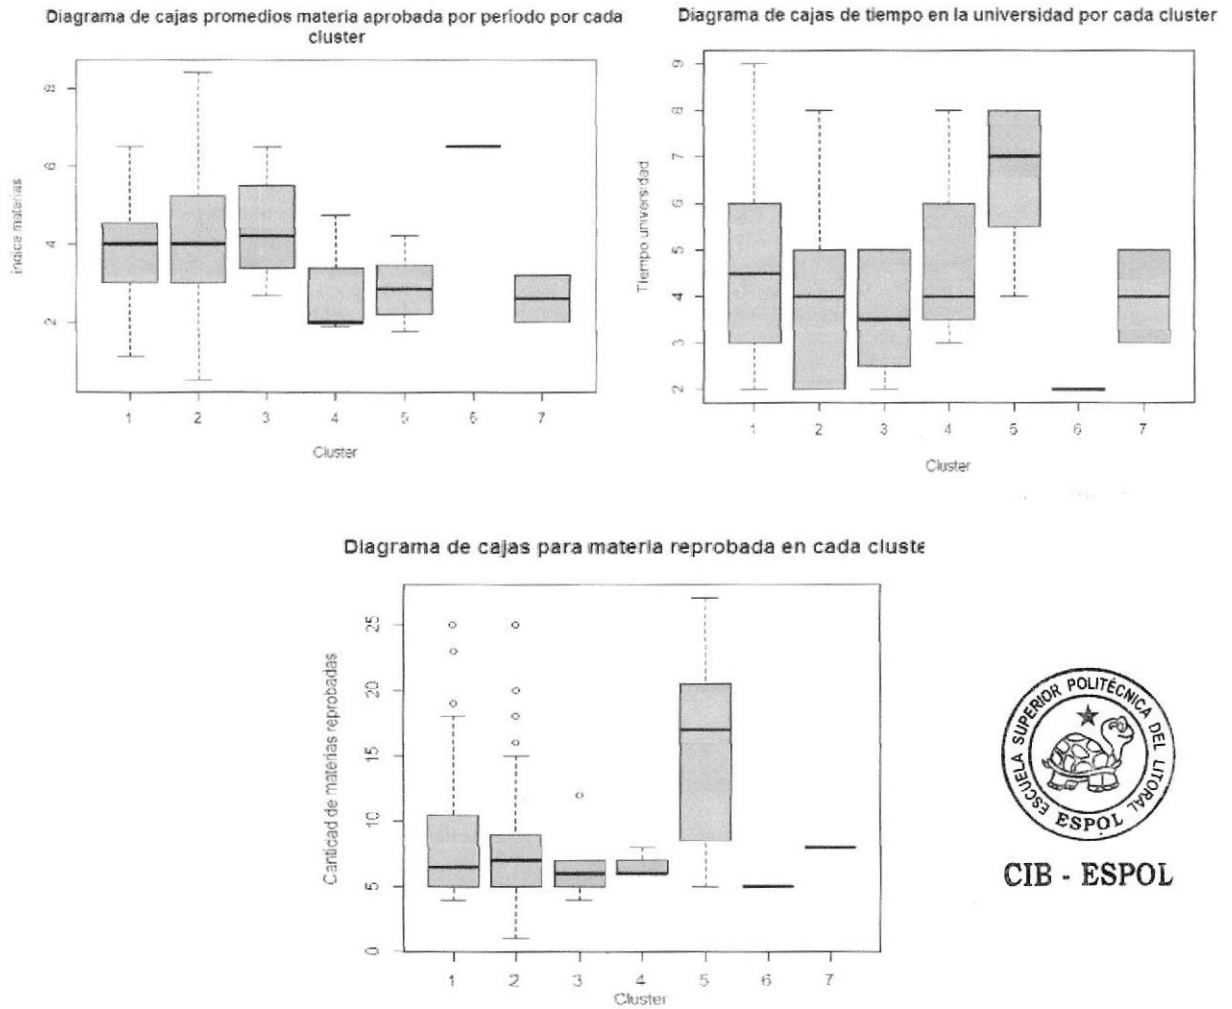 Diagrama de cajas promedios materia aprobada por periodo por cada
cluster
Indica materias
8
6
4
2
1 2 3 4 5 6 7
Cluster
Diagrama de cajas de tiempo en la universidad por cada cluster
Tiempo universidad
9
8
7
6
5
4
3
2
1 2 3 4 5 6 7
Cluster
Diagrama de cajas para materia reprobada en cada cluste
Cantidad de materias reprobadas
25
20
15
10
5
0
1 2 3 4 5 6 7
Cluster
ESCUELA SUPERIOR POLITÉCNICA DEL LITORAL
ESPOL
CIB - ESPOL